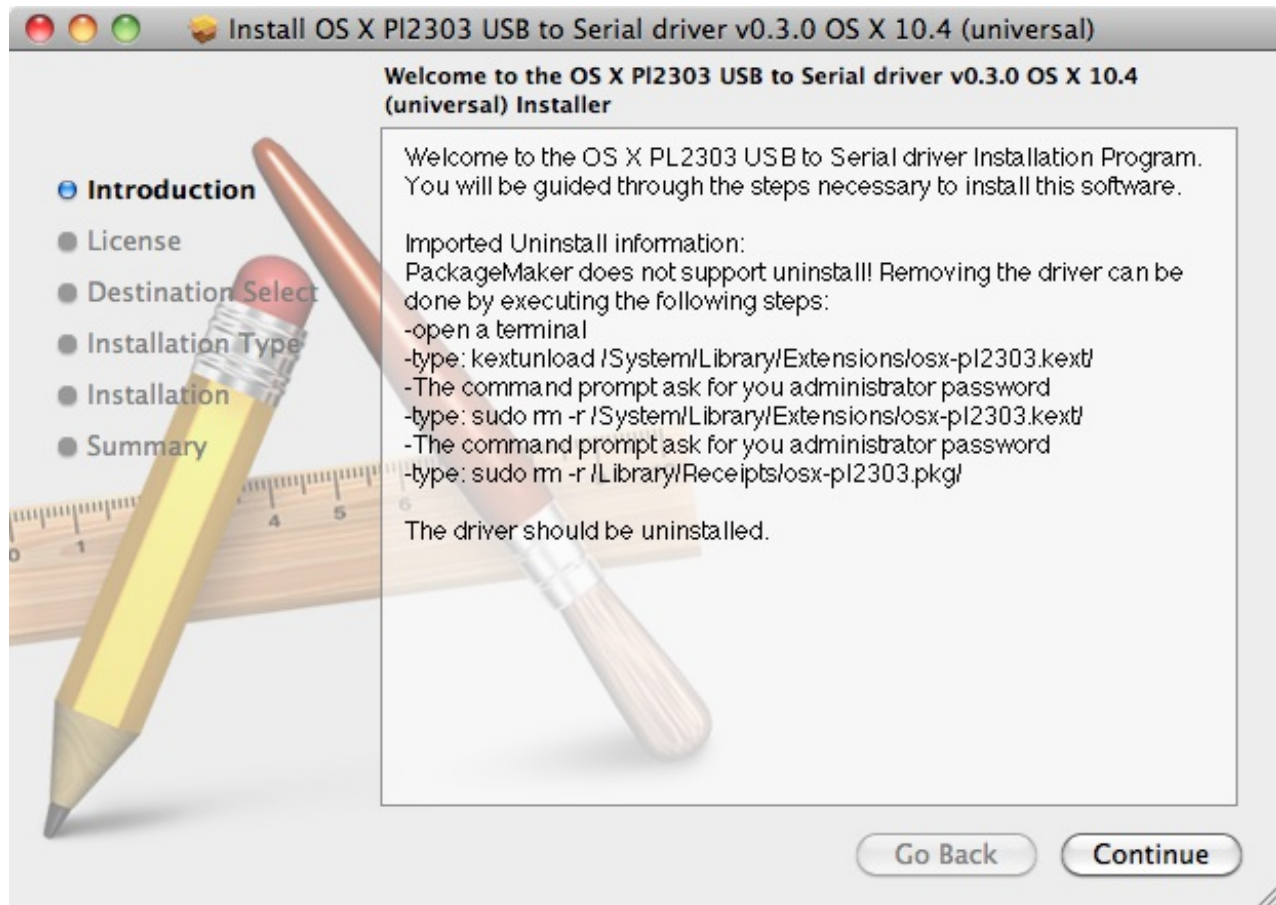 Install OS X Pl2303 USB to Serial driver v0.3.0 OS X 10.4 (universal)
Welcome to the OS X Pl2303 USB to Serial driver v0.3.0 OS X 10.4
(universal) Installer
Introduction
License
Destination Select
Installation Type
Installation
Summary
Welcome to the OS X PL2303 USB to Serial driver Installation Program.
You will be guided through the steps necessary to install this software.
Imported Uninstall information:
PackageMaker does not support uninstall! Removing the driver can be
done by executing the following steps:
-open a terminal
-type: kextunload /System/Library/Extensions/osx-pl2303.kext/
-The command prompt ask for you administrator password
-type: sudo rm -r /System/Library/Extensions/osx-pl2303.kext/
-The command prompt ask for you administrator password
-type: sudo rm -r /Library/Receipts/osx-pl2303.pkg/
The driver should be uninstalled.
0 1 4 5 6
Go Back
Continue